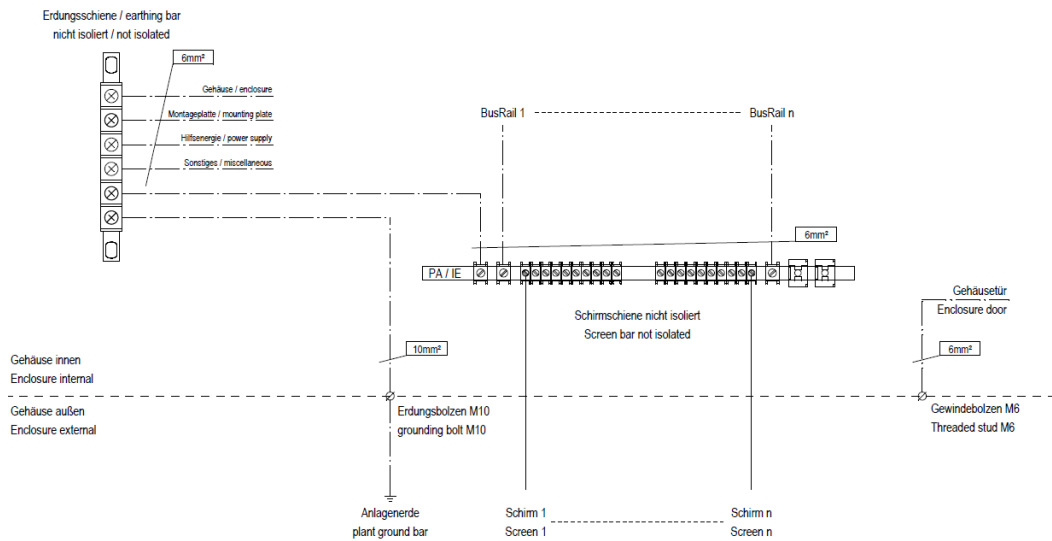 Erdungsschiene / earthing bar
nicht isoliert / not isolated
6mm²
Gehäuse / enclosure
Montageplatte / mounting plate
Hilfsenergie / power supply
Sonstiges / miscellaneous
BusRail 1
BusRail n
6mm²
PA / IE
Schirmschiene nicht isoliert
Screen bar not isolated
Gehäusetür
Enclosure door
10mm²
6mm²
Gehäuse innen
Enclosure internal
Gehäuse außen
Enclosure external
Erdungsbolzen M10
grounding bolt M10
Gewindebolzen M6
Threaded stud M6
Anlagenerde
plant ground bar
Schirm 1
Screen 1
Schirm n
Screen n